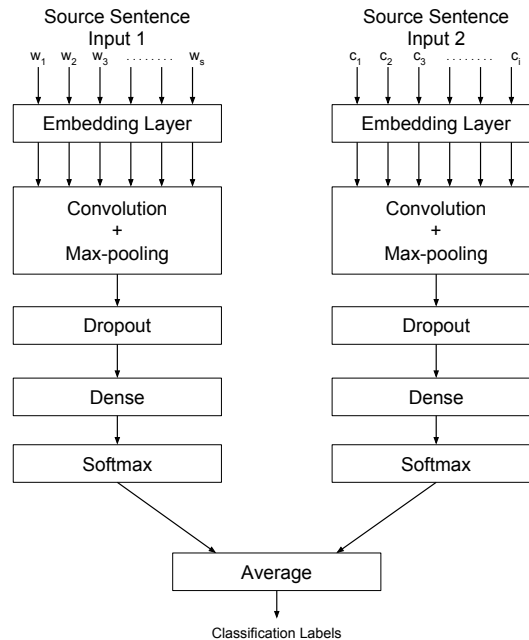 Source Sentence
Input 1
w1 w2 w3 . . . . . . . . ws
Embedding Layer
Convolution
+
Max-pooling
Dropout
Dense
Softmax
Source Sentence
Input 2
c1 c2 c3 . . . . . . . . ci
Embedding Layer
Convolution
+
Max-pooling
Dropout
Dense
Softmax
Average
Classification Labels